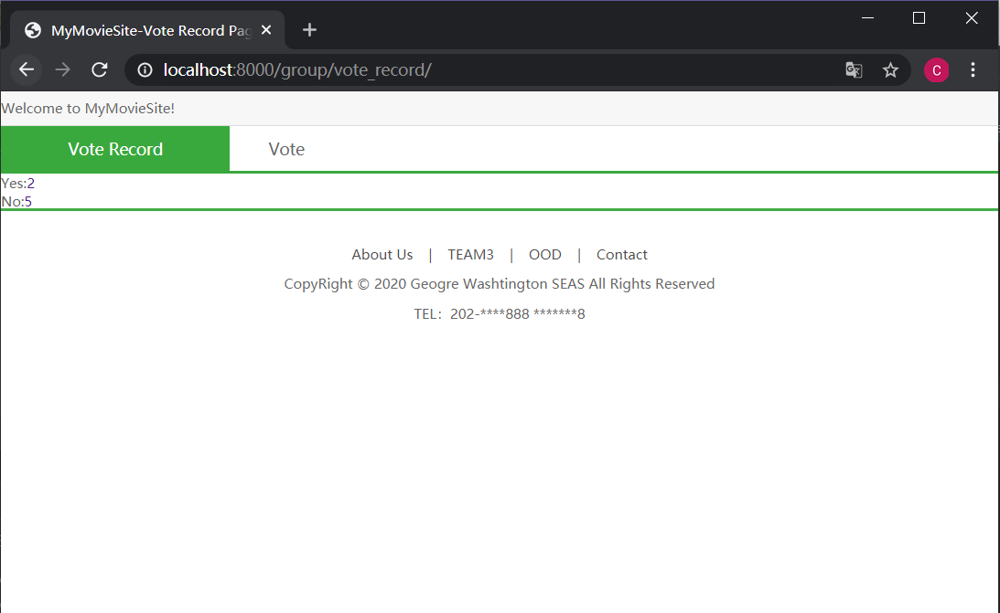 MyMovieSite-Vote Record Pag
localhost:8000/group/vote_record/
C
Welcome to MyMovieSite!
Vote Record Vote
Yes:2
No:5
About Us | TEAM3 | OOD | Contact
CopyRight © 2020 Geogre Washtington SEAS All Rights Reserved
TEL: 202-****888 *******8